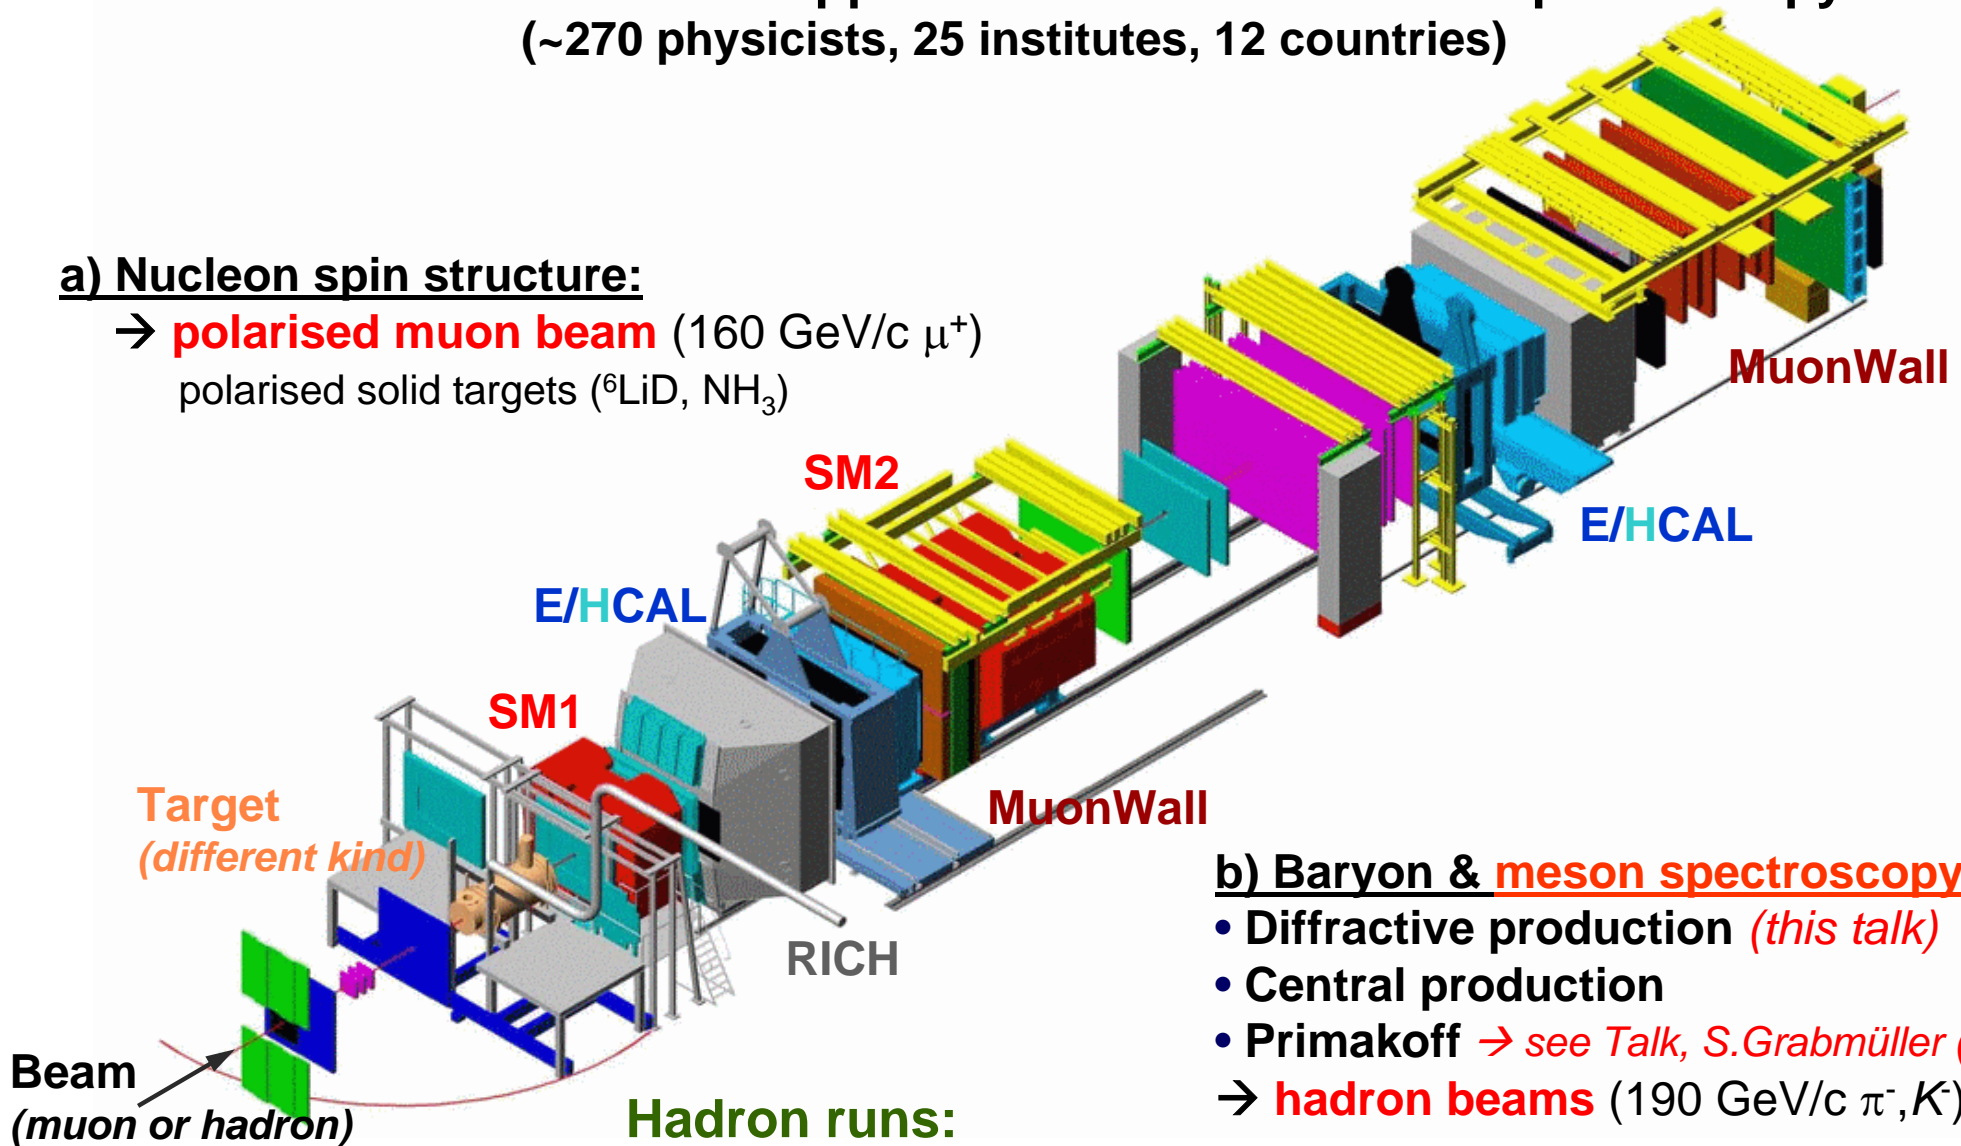 (~270 physicists, 25 institutes, 12 countries)
a) Nucleon spin structure:
→ polarised muon beam (160 GeV/c μ⁺)
polarised solid targets (⁶LiD, NH₃)
MuonWall
SM2
E/HCAL
E/HCAL
SM1
Target
(different kind)
MuonWall
RICH
b) Baryon & meson spectroscopy
• Diffractive production (this talk)
• Central production
• Primakoff → see Talk, S.Grabmüller (
→ hadron beams (190 GeV/c π⁻,K⁻)
Beam
(muon or hadron)
Hadron runs: